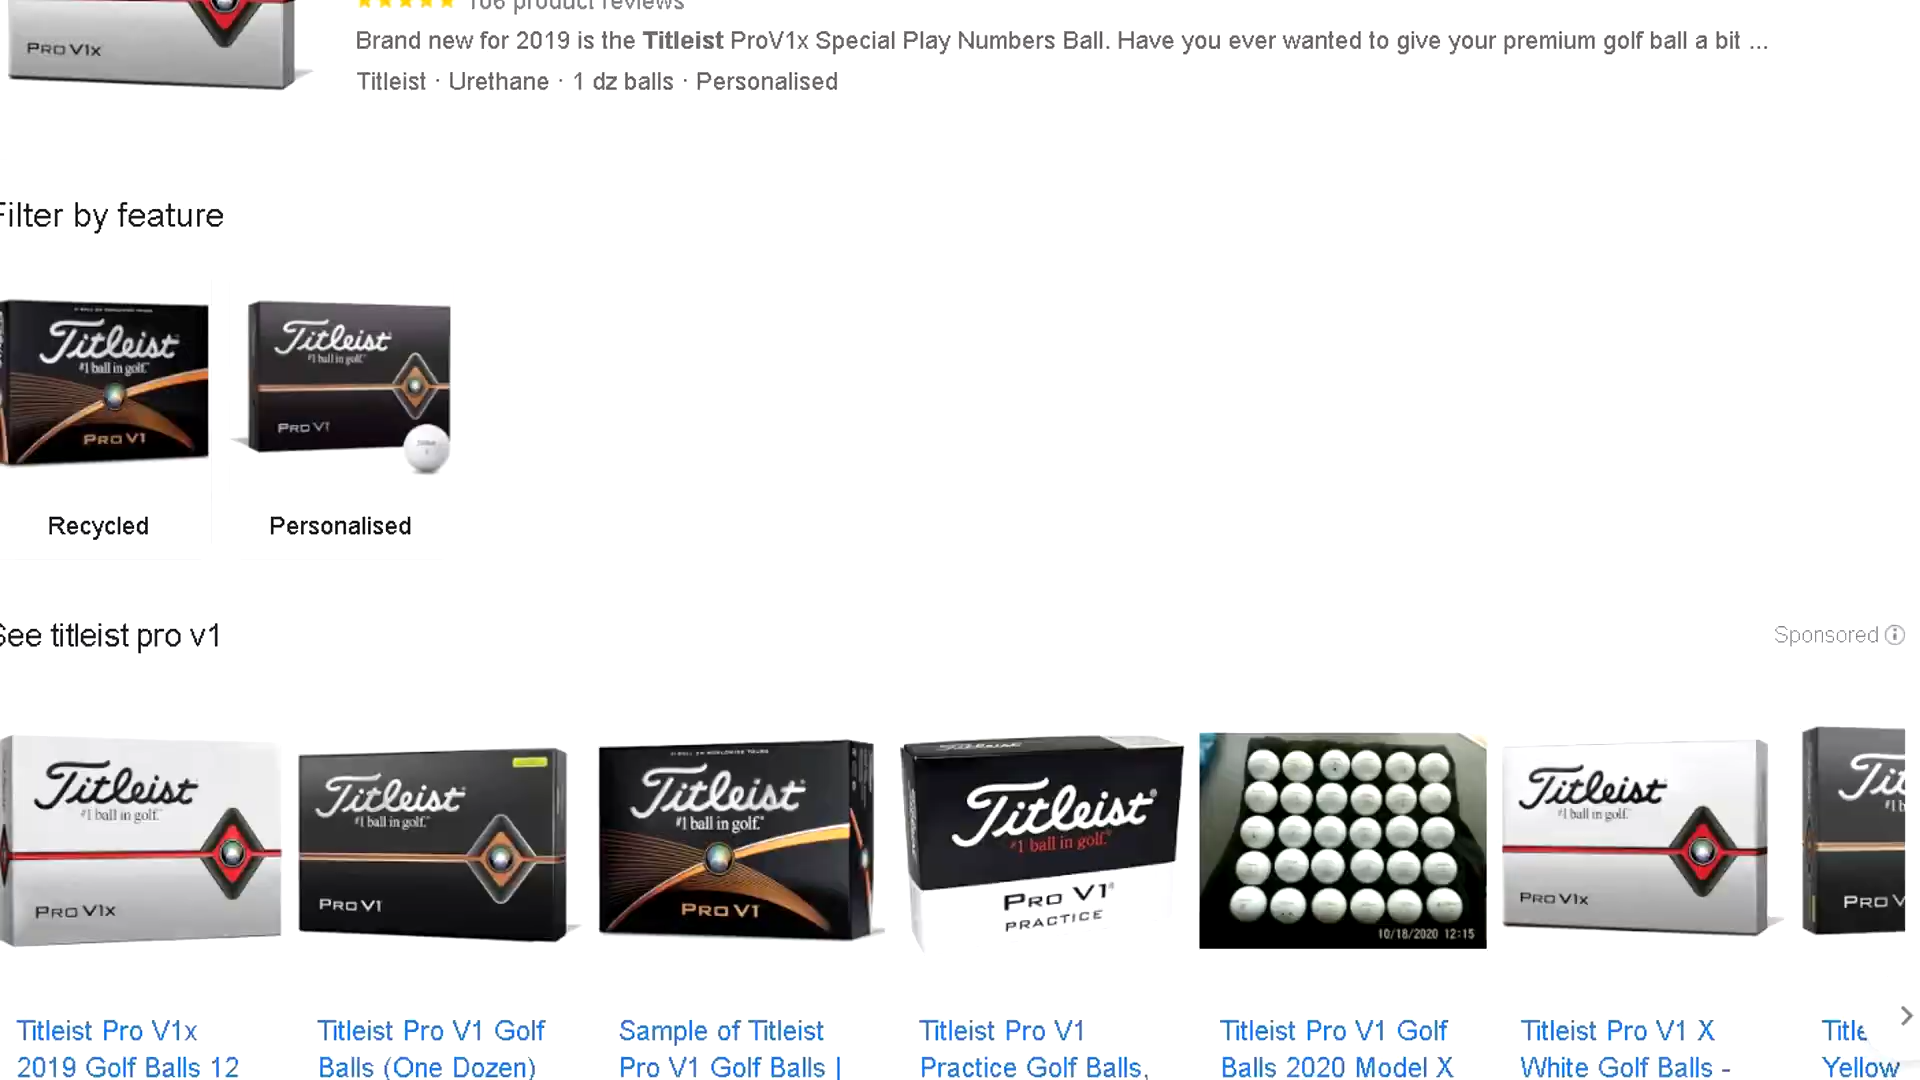 106 product reviews
PRO V1x
Brand new for 2019 is the Titleist ProV1x Special Play Numbers Ball. Have you ever wanted to give your premium golf ball a bit ...
Titleist · Urethane · 1 dz balls · Personalised
Filter by feature
Titleist
#1 ball in golf.
PRO V1
Titleist
#1 ball in golf.
PRO V1
Recycled
Personalised
See titleist pro v1
Sponsored
Titleist
#1 ball in golf.
PRO V1x
Titleist
#1 ball in golf.
PRO V1
#1 BALL ON WORLDWIDE TOURS
Titleist
#1 ball in golf.
PRO V1
Titleist
Titleist
#1 ball in golf.
PRO V1
PRACTICE
10/18/2020 12:15
Titleist
#1 ball in golf.
PRO V1x
Tit
#1 b
PRO V
Titleist Pro V1x
2019 Golf Balls 12
Titleist Pro V1 Golf
Balls (One Dozen)
Sample of Titleist
Pro V1 Golf Balls |
Titleist Pro V1
Practice Golf Balls,
Titleist Pro V1 Golf
Balls 2020 Model X
Titleist Pro V1 X
White Golf Balls -
Title
Yellow